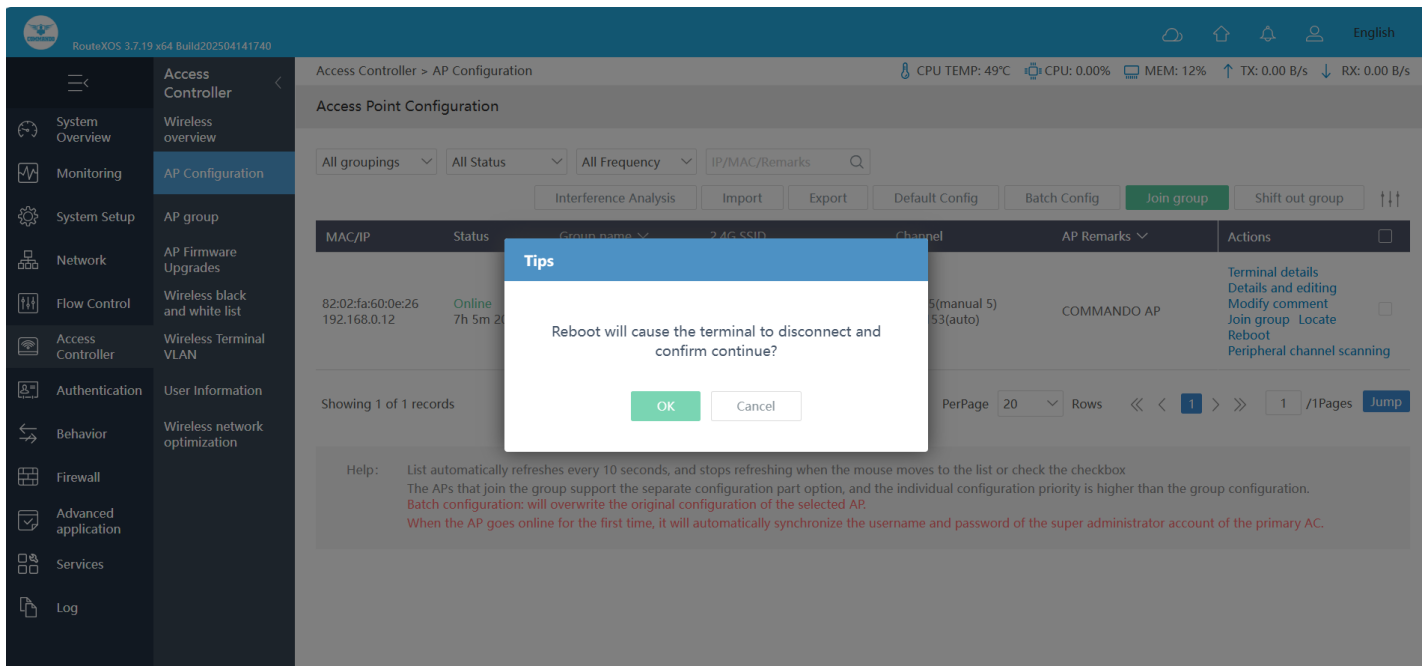 RouteXOS 3.7.19 x64 Build202504141740
English
Access Controller
Access Controller > AP Configuration
CPU TEMP: 49℃ CPU: 0.00% MEM: 12% TX: 0.00 B/s RX: 0.00 B/s
Access Point Configuration
System Overview
Monitoring
System Setup
Network
Flow Control
Access Controller
Authentication
Behavior
Firewall
Advanced application
Services
Log
Wireless overview
AP Configuration
AP group
AP Firmware Upgrades
Wireless black and white list
Wireless Terminal VLAN
User Information
Wireless network optimization
All groupings All Status All Frequency IP/MAC/Remarks
Interference Analysis Import Export Default Config Batch Config Join group Shift out group
MAC/IP Status Group name 2.4G SSID Channel AP Remarks Actions
82:02:fa:60:0e:26
192.168.0.12
Online
7h 5m
5(manual 5)
53(auto)
COMMANDO AP
Terminal details
Details and editing
Modify comment
Join group Locate
Reboot
Peripheral channel scanning
Tips
Reboot will cause the terminal to disconnect and
confirm continue?
OK Cancel
Showing 1 of 1 records
PerPage 20 Rows 1 1 /1Pages Jump
Help: List automatically refreshes every 10 seconds, and stops refreshing when the mouse moves to the list or check the checkbox
The APs that join the group support the separate configuration part option, and the individual configuration priority is higher than the group configuration.
Batch configuration: will overwrite the original configuration of the selected AP.
When the AP goes online for the first time, it will automatically synchronize the username and password of the super administrator account of the primary AC.